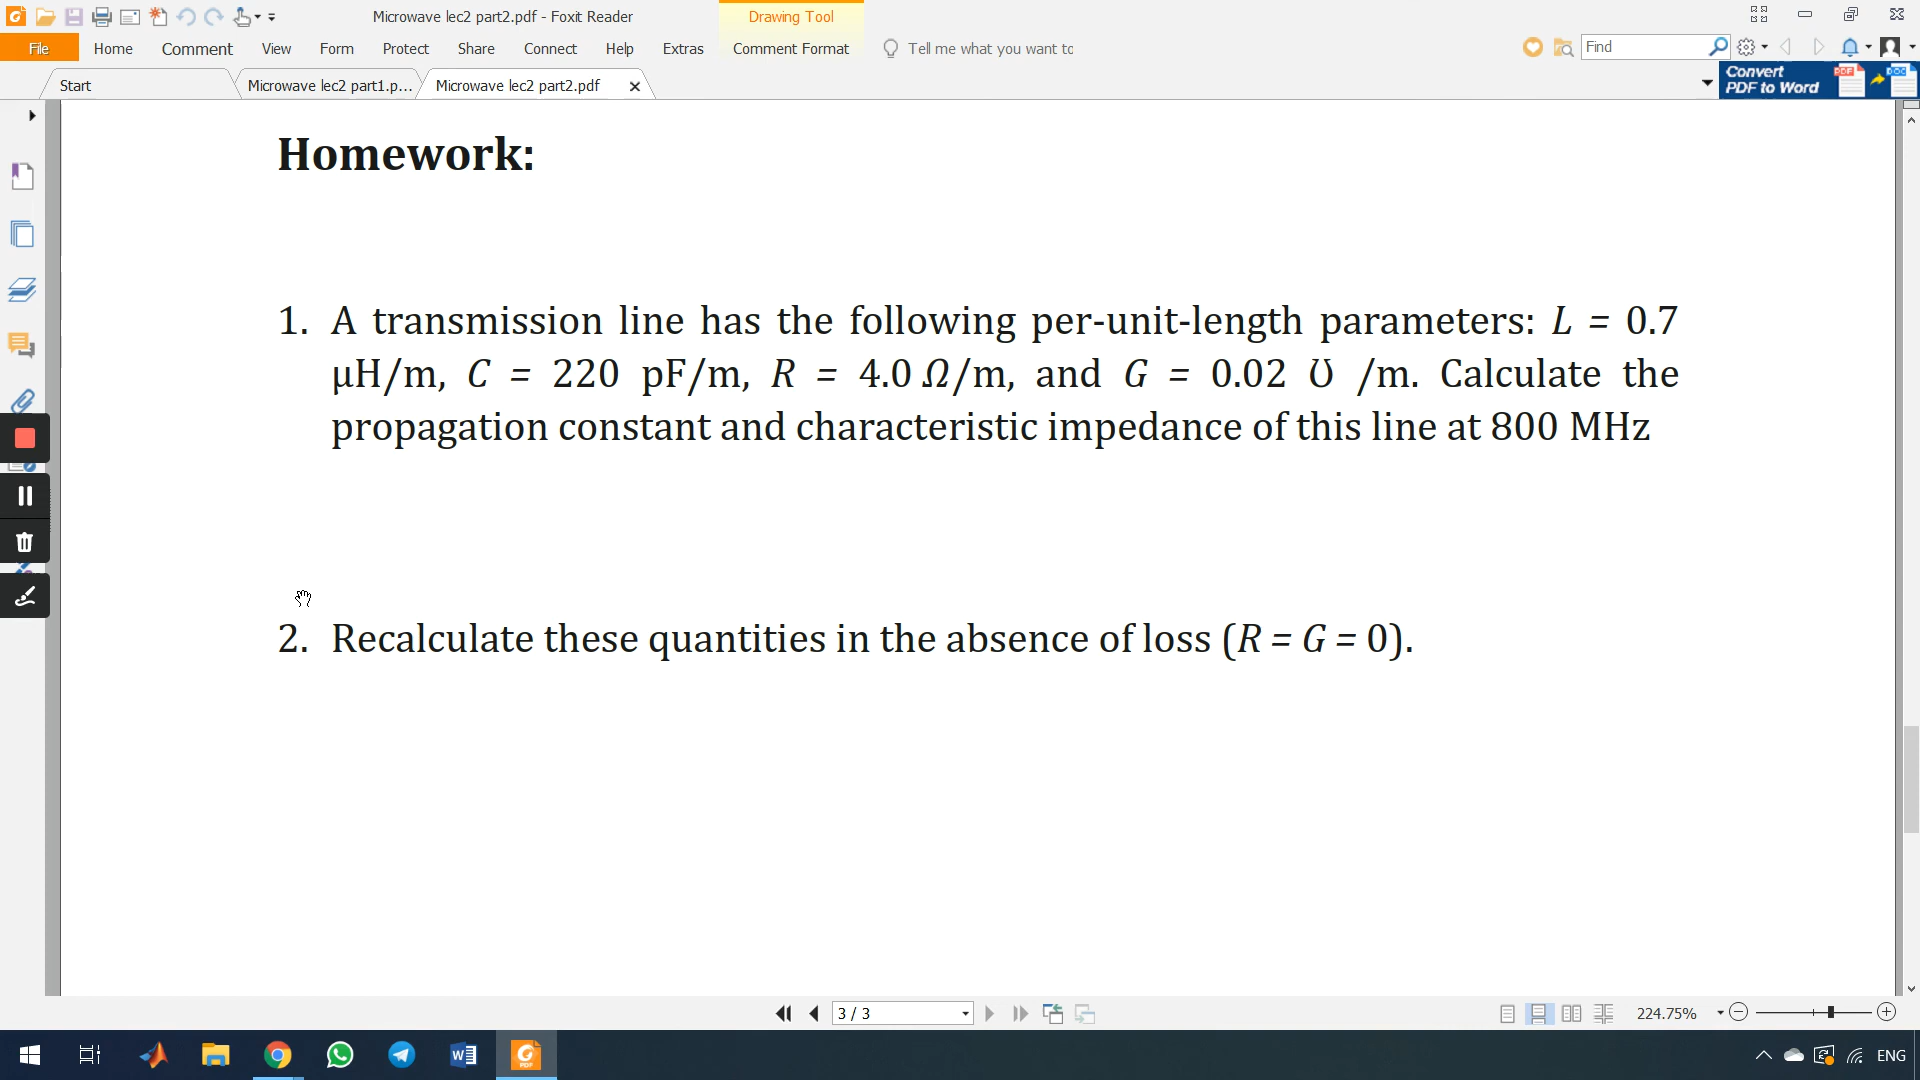 Microwave lec2 part2.pdf - Foxit Reader
Drawing Tool
File Home Comment View Form Protect Share Connect Help Extras Comment Format Tell me what you want to
Find
Start
Microwave lec2 part1.p...
Microwave lec2 part2.pdf
Convert
PDF to Word
PDF
DOC
Homework:
1. A transmission line has the following per-unit-length parameters: L = 0.7
µH/m, C = 220 pF/m, R = 4.0 Ω/m, and G = 0.02 ℧ /m. Calculate the
propagation constant and characteristic impedance of this line at 800 MHz
2. Recalculate these quantities in the absence of loss (R = G = 0).
3 / 3
224.75%
PDF
ENG